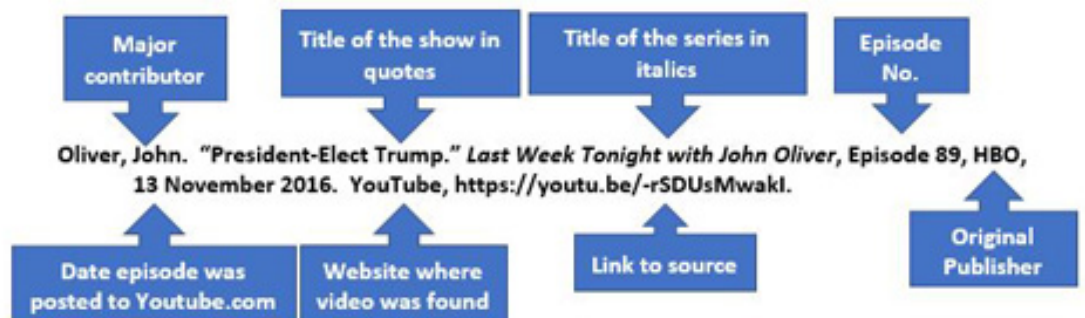 Major
contributor
Title of the show in
quotes
Title of the series in
italics
Episode
No.
Oliver, John.  “President-Elect Trump.” Last Week Tonight with John Oliver, Episode 89, HBO,
13 November 2016.  YouTube, https://youtu.be/-rSDUsMwakI.
Date episode was
posted to Youtube.com
Website where
video was found
Link to source
Original
Publisher